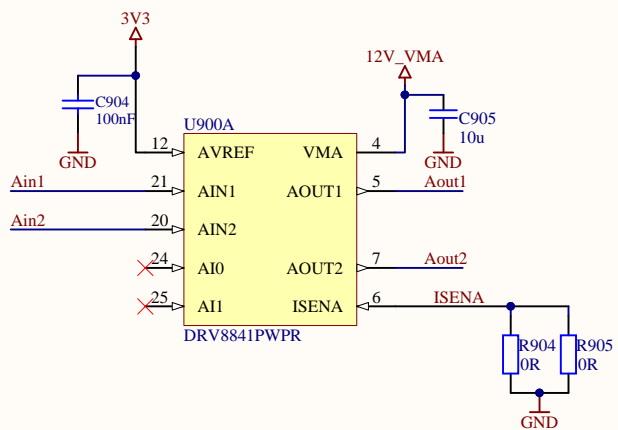 3V3
12V_VMA
C904
100nF
GND
C905
10u
GND
U900A
12 AVREF VMA 4
Ain1 21 AIN1 AOUT1 5 Aout1
Ain2 20 AIN2
24 AI0 AOUT2 7 Aout2
25 AI1 ISENA 6 ISENA
DRV8841PWPR
R904
0R
R905
0R
GND